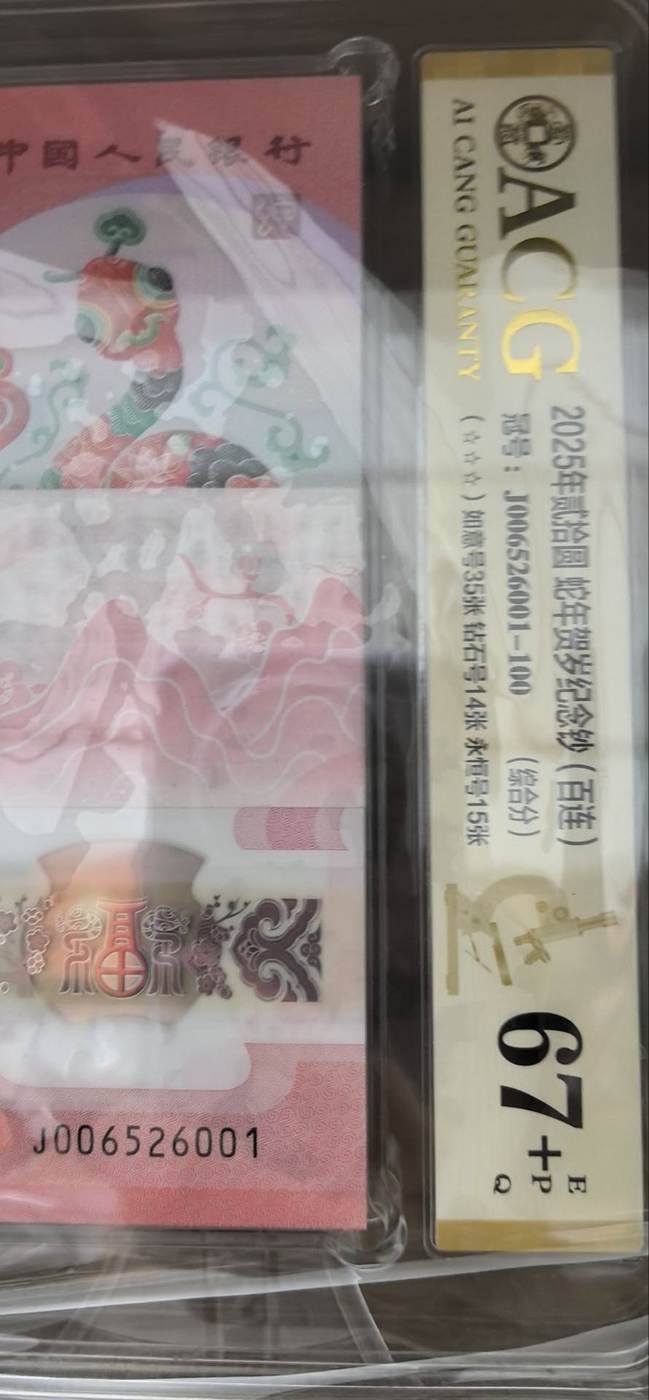 中国人民银行
J006526001
ACG
AI CANG GUARANTY
2025年贰拾圆 蛇年贺岁纪念钞（百连）
冠号：J006526001-100 （综合分）
（☆☆☆）如意号35张 钻石号14张 永恒号15张
67+
E
P
Q